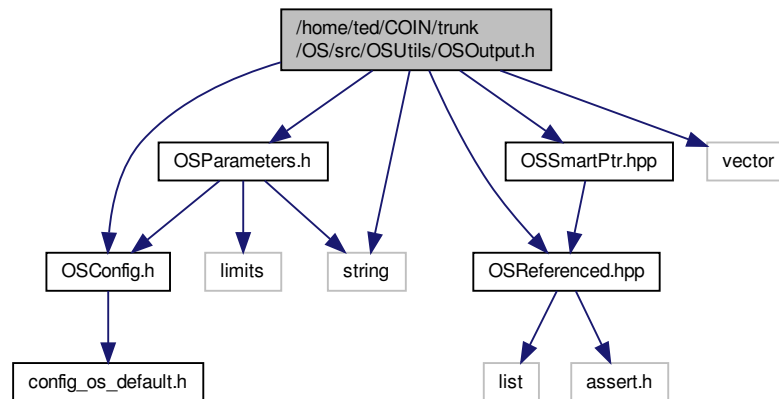 /home/ted/COIN/trunk
/OS/src/OSUtils/OSOutput.h
OSParameters.h
OSSmartPtr.hpp
vector
OSConfig.h
limits
string
OSReferenced.hpp
config_os_default.h
list
assert.h